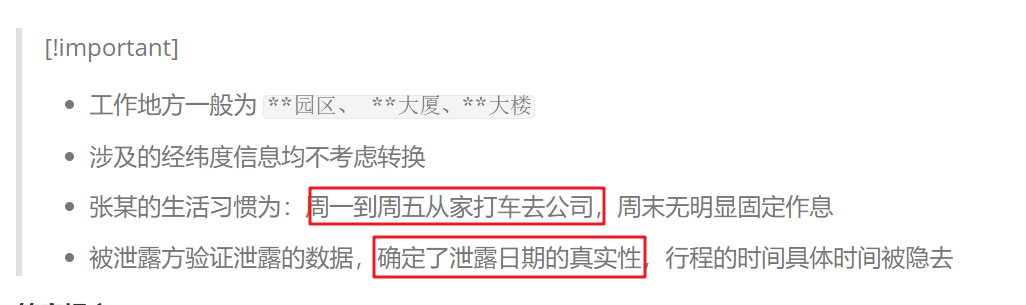 [!important]
工作地方一般为 **园区、 **大厦、**大楼
涉及的经纬度信息均不考虑转换
张某的生活习惯为：周一到周五从家打车去公司，周末无明显固定作息
被泄露方验证泄露的数据，确定了泄露日期的真实性，行程的时间具体时间被隐去